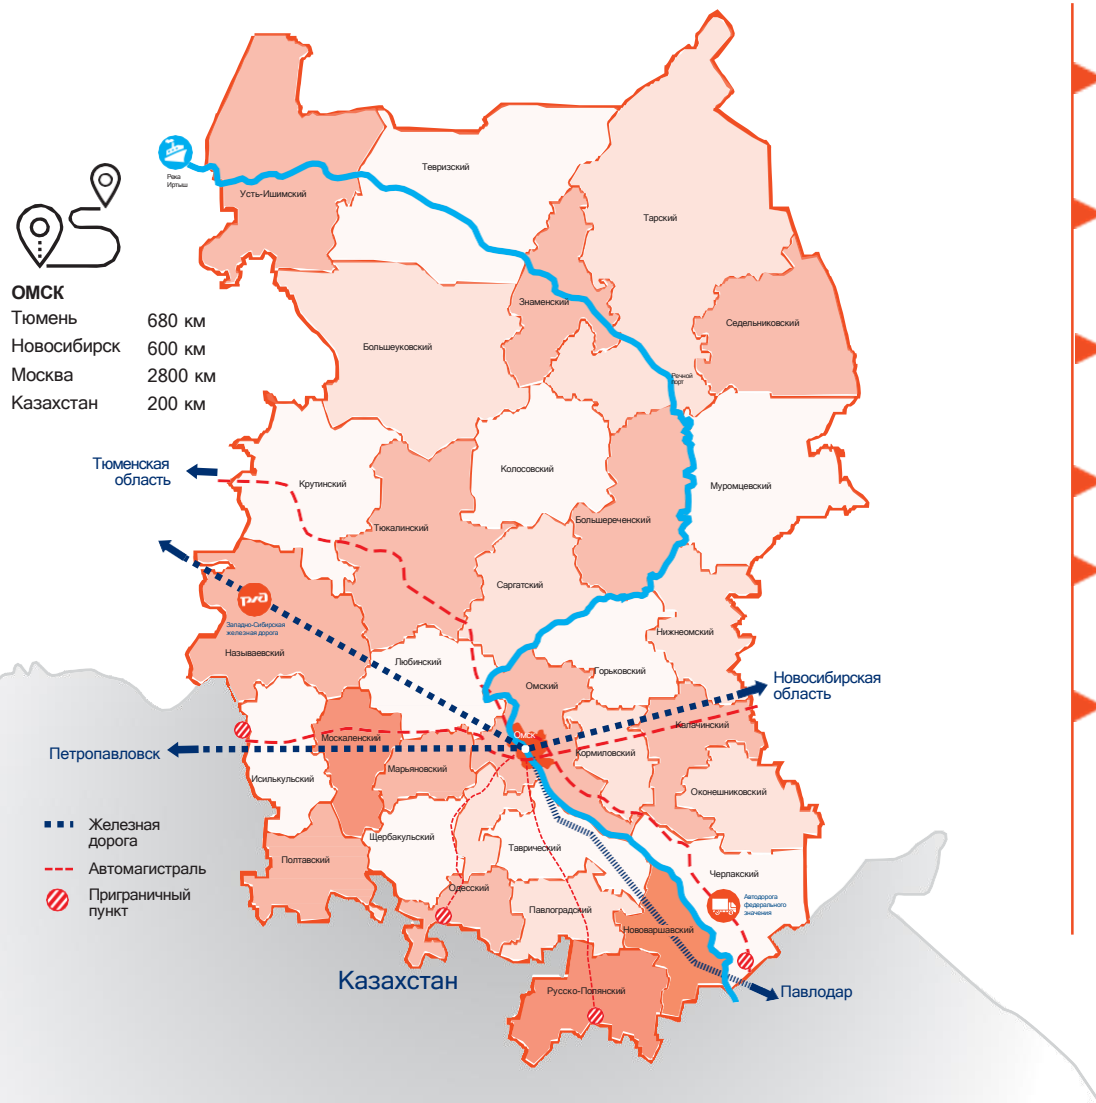 Тевризский
Река
Иртыш
Усть-Ишимский
Тарский
ОМСК
Тюмень 680 км
Новосибирск 600 км
Москва 2800 км
Казахстан 200 км
Знаменский
Седельниковский
Большеуковский
Речной
порт
Тюменская
область
Колосовский
Крутинский
Муромцевский
Тюкалинский
Большереченский
Саргатский
РЖД
Западно-Сибирская
железная дорога
Называевский
Нижнеомский
Любинский
Горьковский
Омский
Новосибирская
область
Калачинский
Москаленский
Омск
Петропавловск
Кормиловский
Марьяновский
Исилькульский
Оконешниковский
Железная
дорога
Щербакульский
Таврический
Полтавский
Автомагистраль
Черлакский
Приграничный
пункт
Одесский
Автодорога
федерального
значения
Павлоградский
Нововаршавский
Казахстан
Русско-Полянский
Павлодар